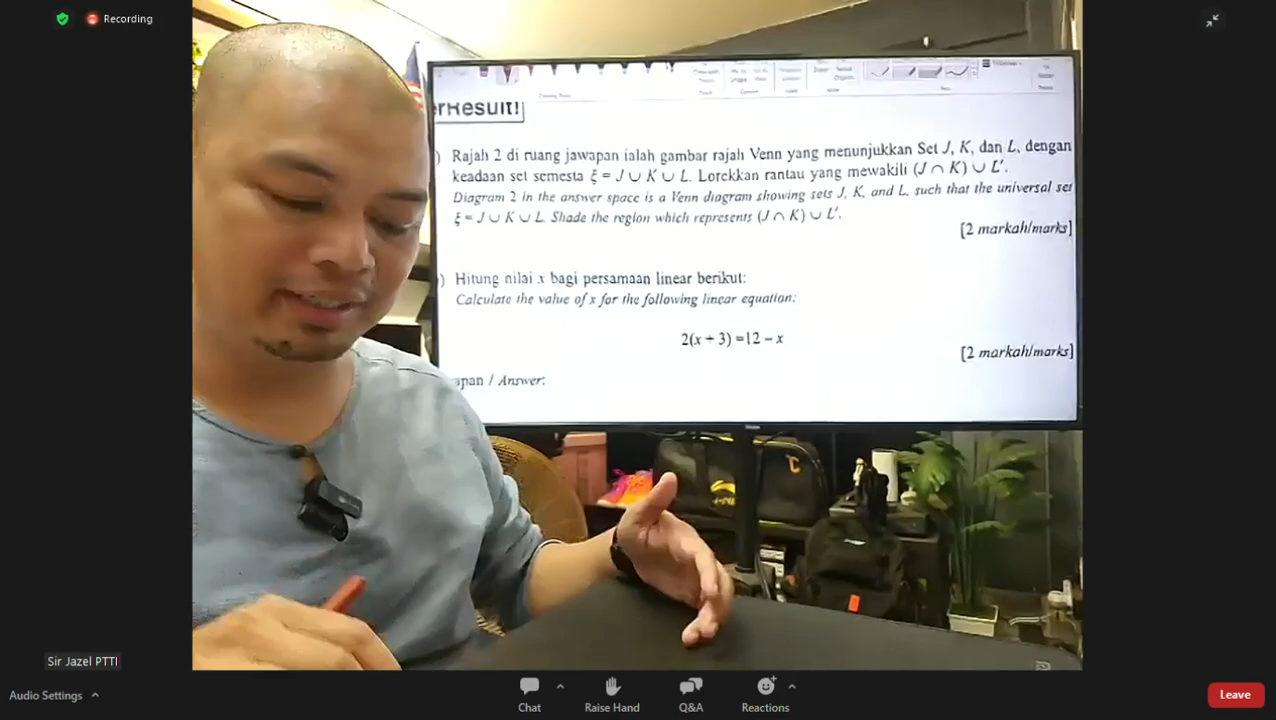 Recording
erResult!
) Rajah 2 di ruang jawapan ialah gambar rajah Venn yang menunjukkan Set J, K, dan L, dengan
keadaan set semesta ξ = J ∪ K ∪ L. Lorekkan rantau yang mewakili (J ∩ K) ∪ L'.
Diagram 2 in the answer space is a Venn diagram showing sets J, K, and L, such that the universal set
ξ = J ∪ K ∪ L. Shade the region which represents (J ∩ K) ∪ L'.
[2 markah/marks]
) Hitung nilai x bagi persamaan linear berikut:
Calculate the value of x for the following linear equation:
2(x + 3) =12 – x
[2 markah/marks]
apan / Answer:
Sir Jazel PTTI
Audio Settings
Chat
Raise Hand
Q&A
Reactions
Leave